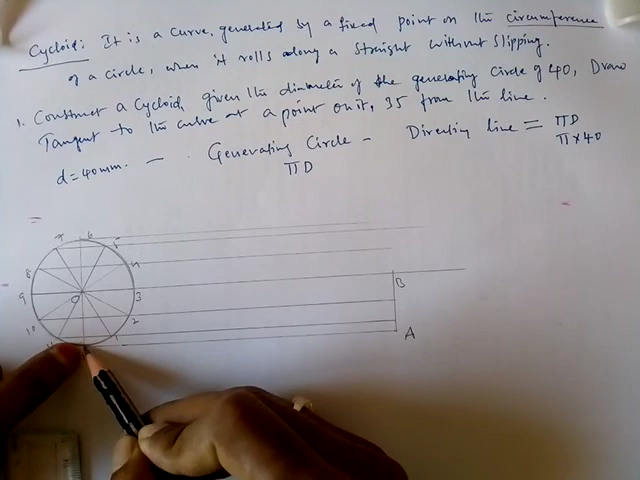 Cycloid: It is a curve, generated by a fixed point on the circumference
of a circle, when it rolls along a straight without slipping.
1. Construct a cycloid, given the diameter of the generating circle of 40, Draw
Tangent to the curve at a point on it, 35 from the line.
d=40mm. — Generating Circle - Directing line = πD
πD π×40
7 6 5
8 4
9 O 3 B
10 2
11 1 A